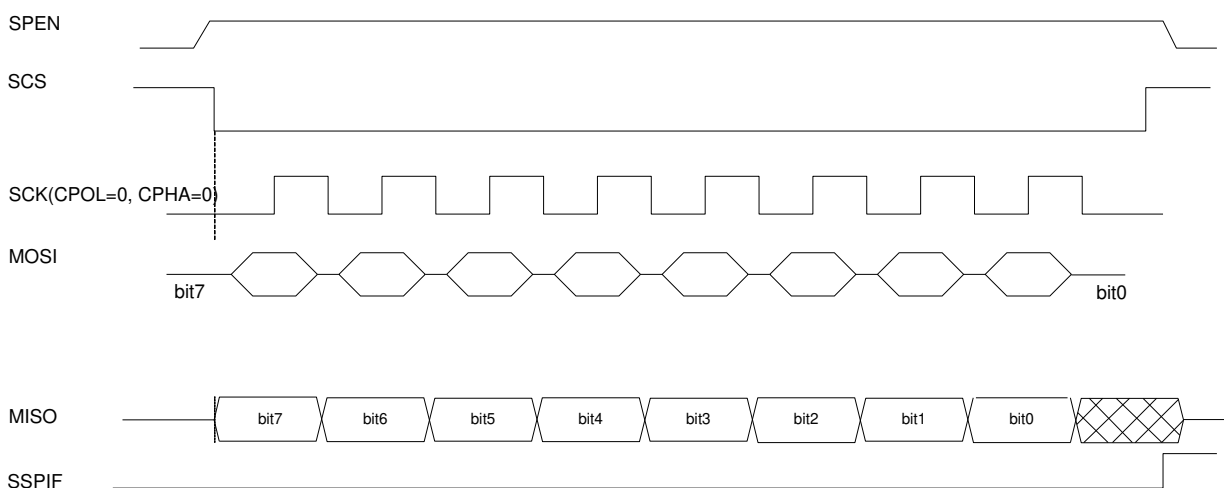 SPEN
SCS
SCK(CPOL=0, CPHA=0)
MOSI
bit7 bit0
MISO bit7 bit6 bit5 bit4 bit3 bit2 bit1 bit0
SSPIF